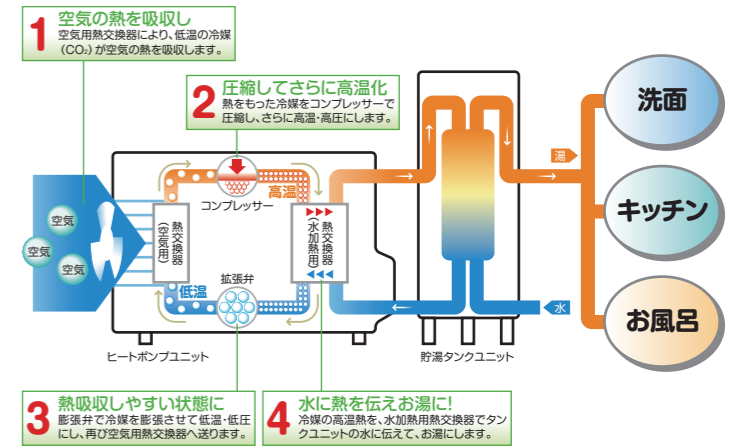 1 空気の熱を吸収し
空気用熱交換器により、低温の冷媒
（CO₂）が空気の熱を吸収します。
2 圧縮してさらに高温化
熱をもった冷媒をコンプレッサーで
圧縮し、さらに高温・高圧にします。
洗面
湯
高温
コンプレッサー
空気
空気
空気
熱交換器
（空気用）
熱交換器
（水加熱用）
キッチン
拡張弁
低温
水
お風呂
ヒートポンプユニット
貯湯タンクユニット
3 熱吸収しやすい状態に
膨張弁で冷媒を膨張させて低温・低圧
にし、再び空気用熱交換器へ送ります。
4 水に熱を伝えお湯に!
冷媒の高温熱を、水加熱用熱交換器でタン
クユニットの水に伝えて、お湯にします。